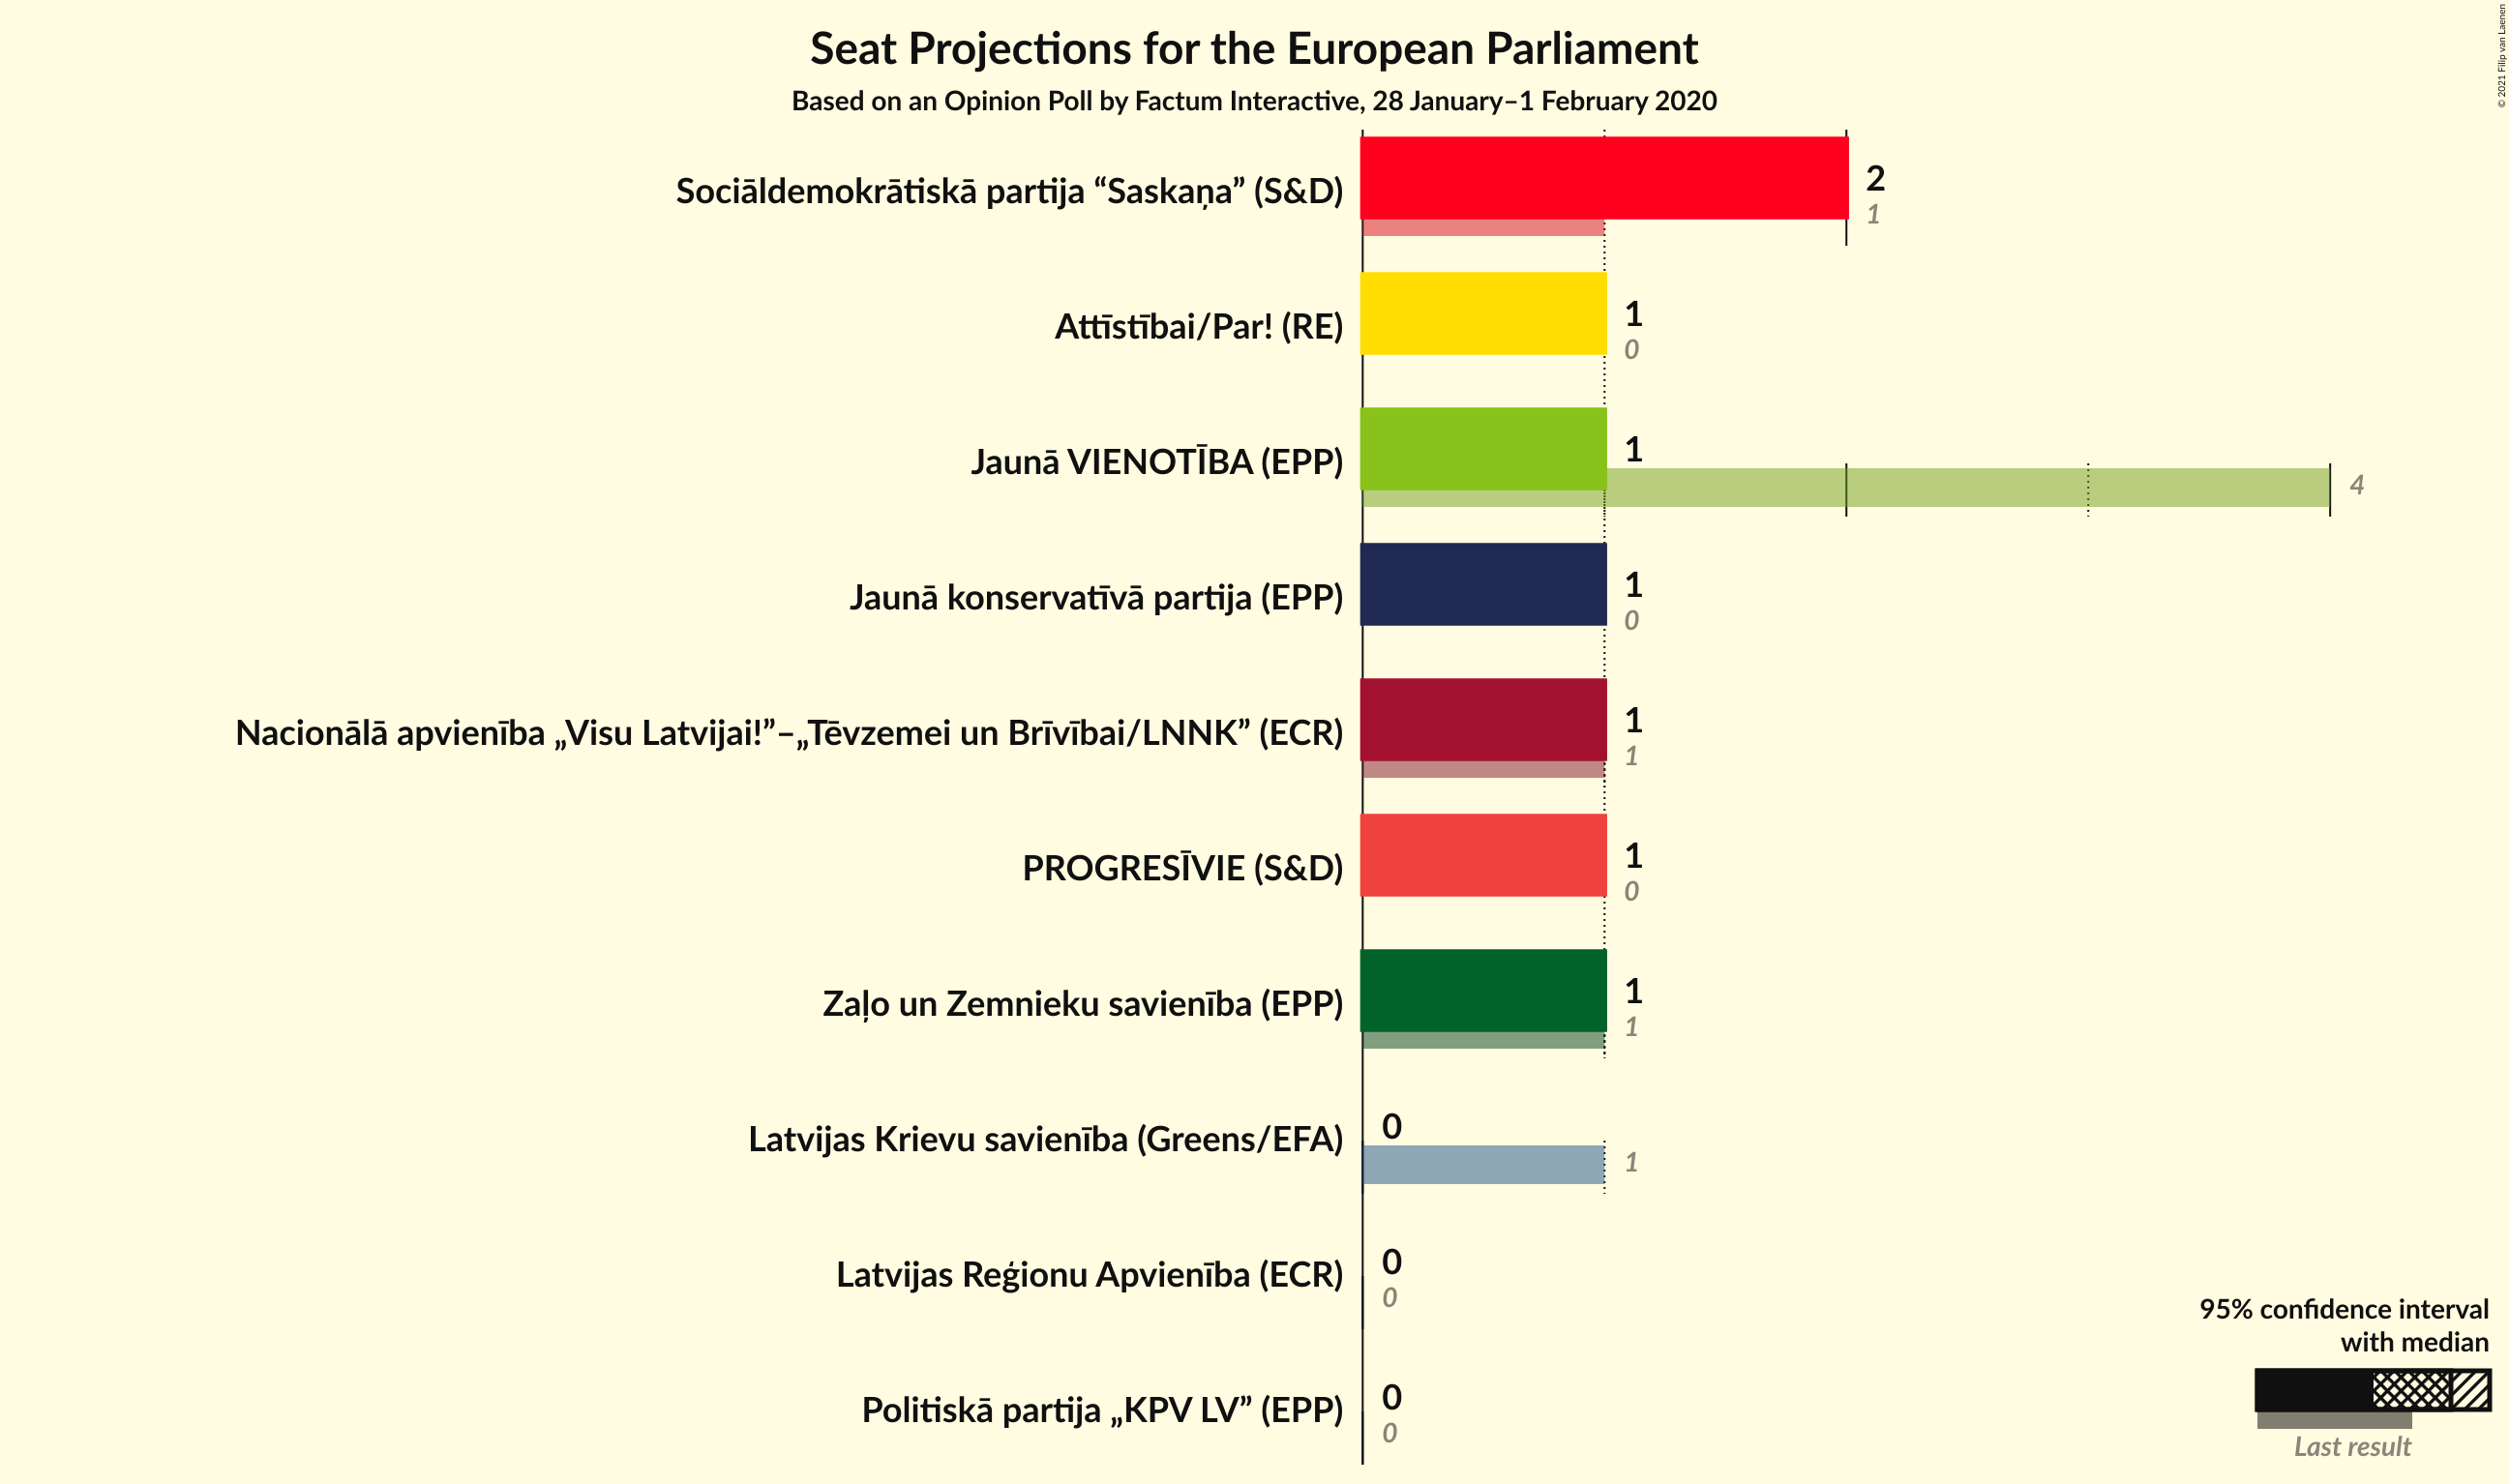 Seat Projections for the European Parliament
Based on an Opinion Poll by Factum Interactive, 28 January–1 February 2020
© 2021 Filip van Laenen
Sociāldemokrātiskā partija “Saskaņa” (S&D)
2
1
Attīstībai/Par! (RE)
1
0
Jaunā VIENOTĪBA (EPP)
1
4
Jaunā konservatīvā partija (EPP)
1
0
Nacionālā apvienība „Visu Latvijai!”–„Tēvzemei un Brīvībai/LNNK” (ECR)
1
1
PROGRESĪVIE (S&D)
1
0
Zaļo un Zemnieku savienība (EPP)
1
1
Latvijas Krievu savienība (Greens/EFA)
0
1
Latvijas Reģionu Apvienība (ECR)
0
0
Politiskā partija „KPV LV” (EPP)
0
0
95% confidence interval
with median
Last result